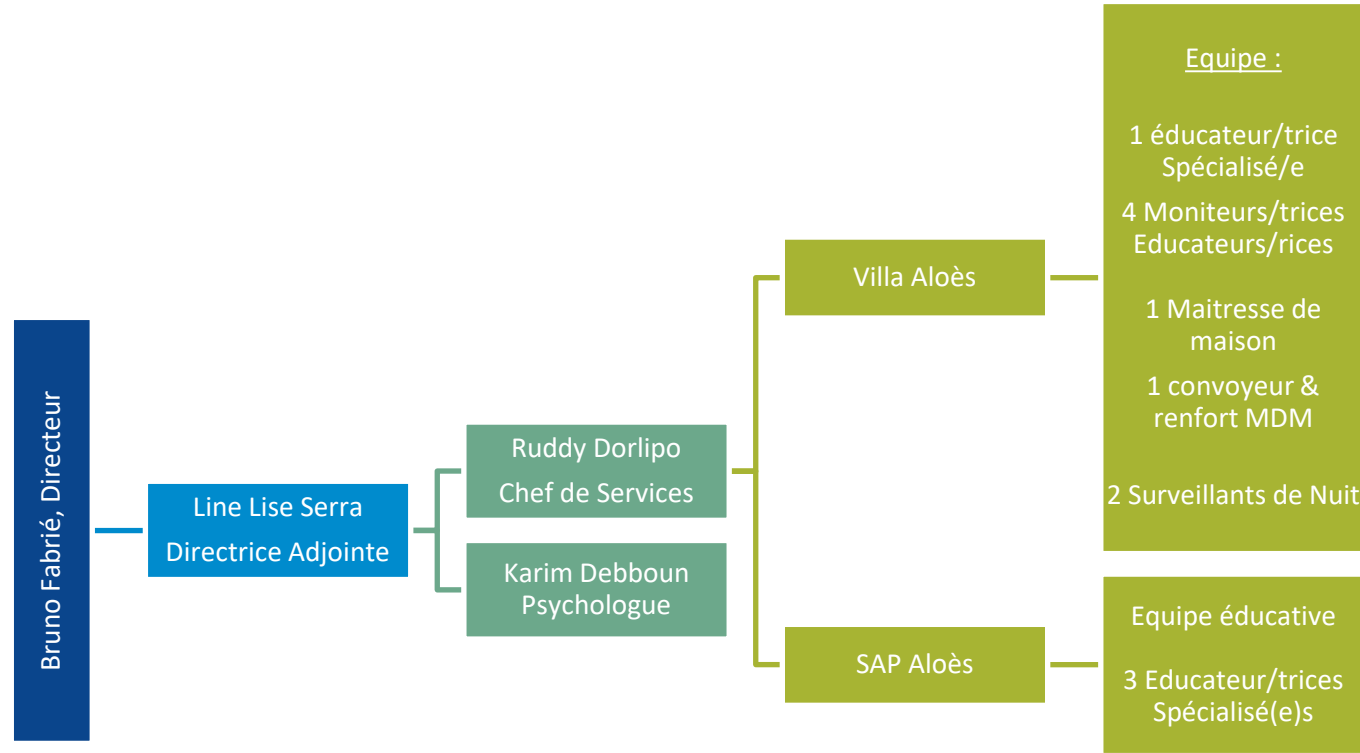 Bruno Fabrié, Directeur
Line Lise Serra
Directrice Adjointe
Ruddy Dorlipo
Chef de Services
Karim Debboun
Psychologue
Villa Aloès
Equipe :
1 éducateur/trice
Spécialisé/e
4 Moniteurs/trices
Educateurs/rices
1 Maitresse de
maison
1 convoyeur &
renfort MDM
2 Surveillants de Nuit
SAP Aloès
Equipe éducative
3 Educateur/trices
Spécialisé(e)s